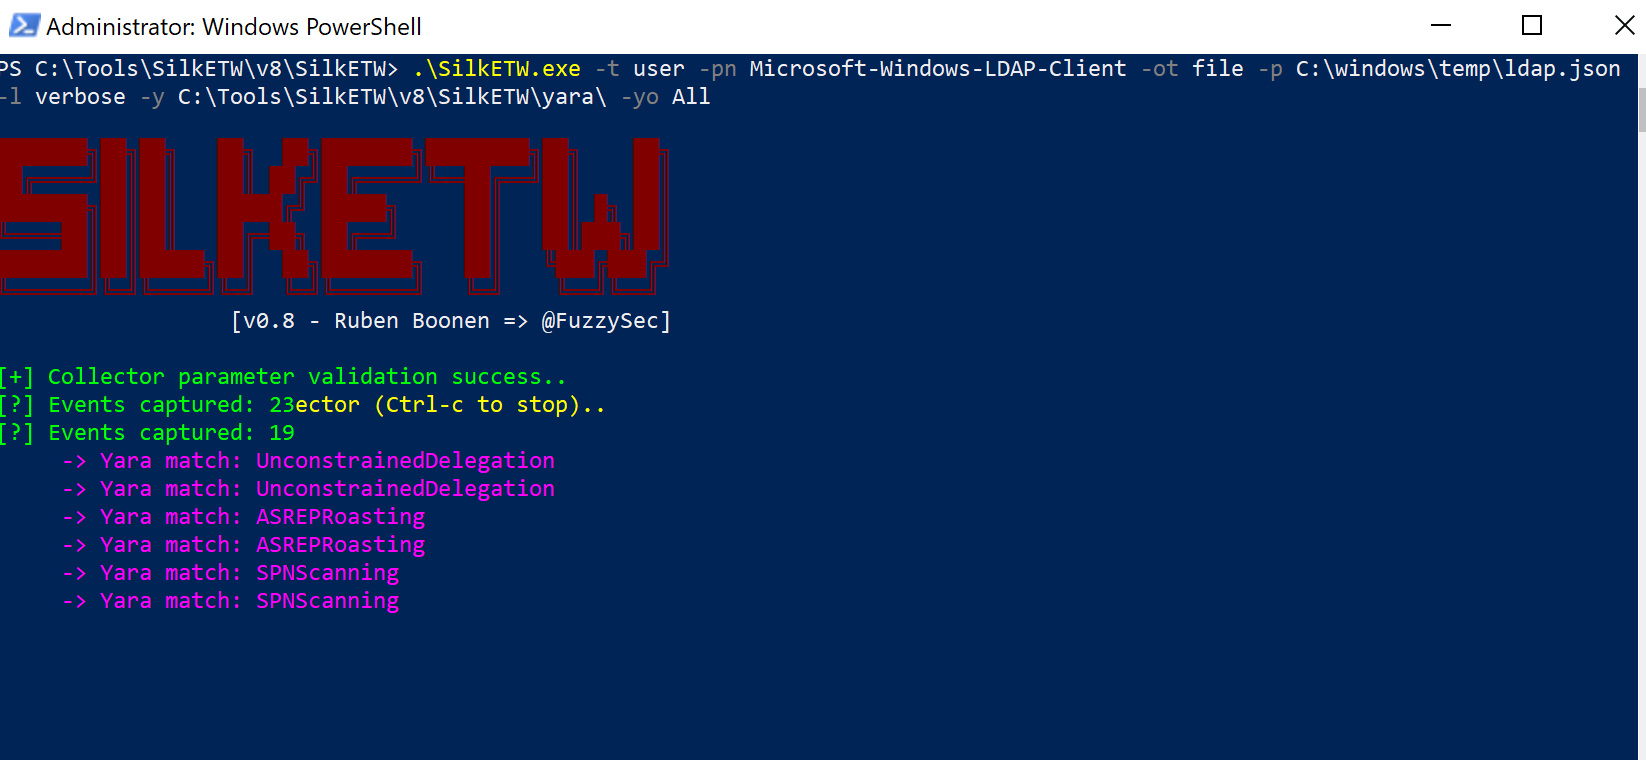 Administrator: Windows PowerShell
PS C:\Tools\SilkETW\v8\SilkETW> .\SilkETW.exe -t user -pn Microsoft-Windows-LDAP-Client -ot file -p C:\windows\temp\ldap.json
-l verbose -y C:\Tools\SilkETW\v8\SilkETW\yara\ -yo All
SILKETW
[v0.8 - Ruben Boonen => @FuzzySec]
[+] Collector parameter validation success..
[?] Events captured: 23ector (Ctrl-c to stop)..
[?] Events captured: 19
-> Yara match: UnconstrainedDelegation
-> Yara match: UnconstrainedDelegation
-> Yara match: ASREPRoasting
-> Yara match: ASREPRoasting
-> Yara match: SPNScanning
-> Yara match: SPNScanning